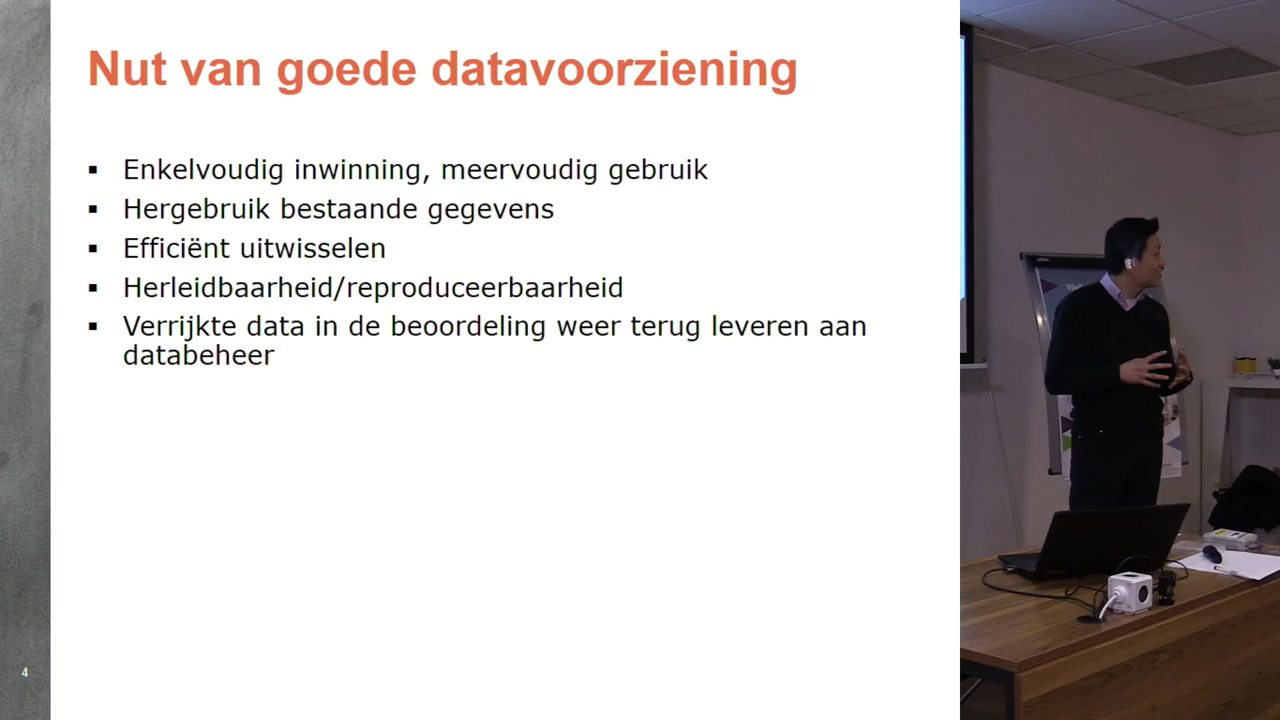 Nut van goede datavoorziening
▪ Enkelvoudig inwinning, meervoudig gebruik
▪ Hergebruik bestaande gegevens
▪ Efficiënt uitwisselen
▪ Herleidbaarheid/reproduceerbaarheid
▪ Verrijkte data in de beoordeling weer terug leveren aan
databeheer
4